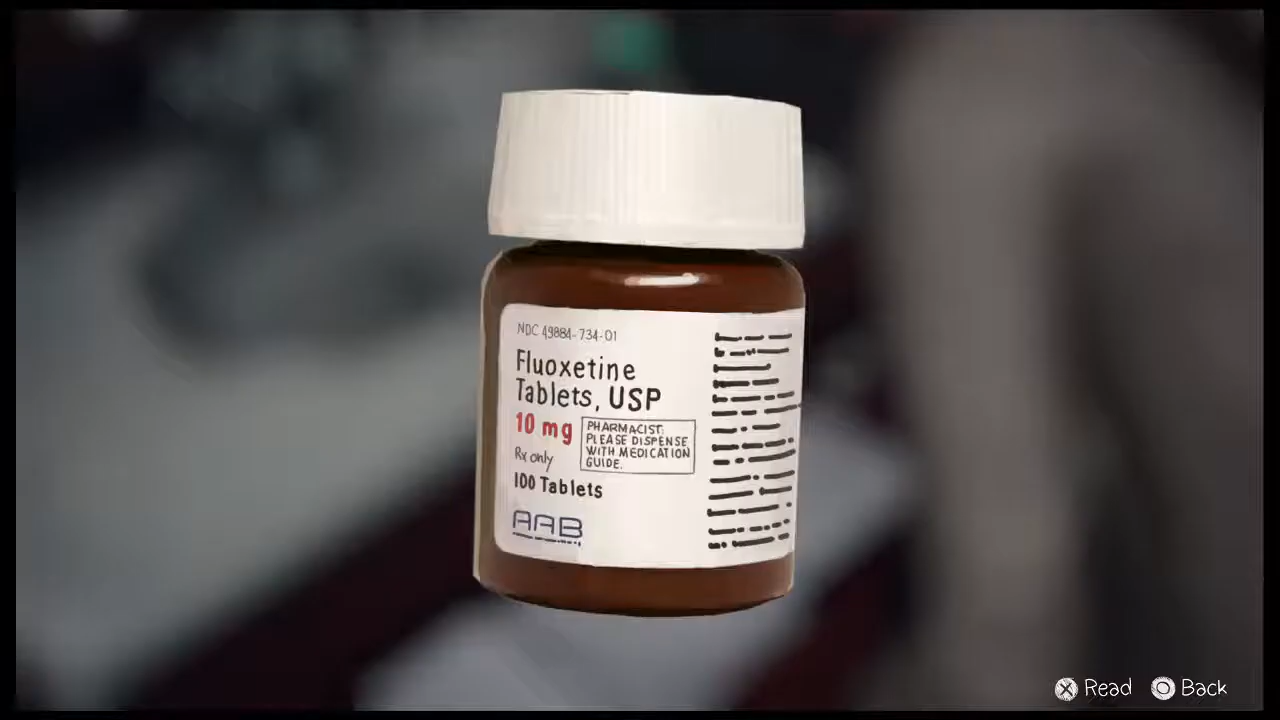 NDC 49884-734-01
Fluoxetine
Tablets, USP
10 mg
PHARMACIST:
PLEASE DISPENSE
WITH MEDICATION
GUIDE.
Rx only
100 Tablets
AAB
Read
Back